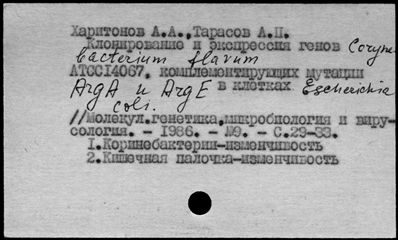 Харитонов А.А.,Тарасов А.П.
Клонирование и экспрессия генов Coryne
bacterium flavum
ATCC14067, комплементирующих мутации
ArgA и ArgE в клетках Escherichia
coli.
//Молекул.генетика,микробиология и виру-
сология. - 1986. - №9. - С.29-33.
1.Коринебактерии-изменчивость
2.Кишечная палочка-изменчивость